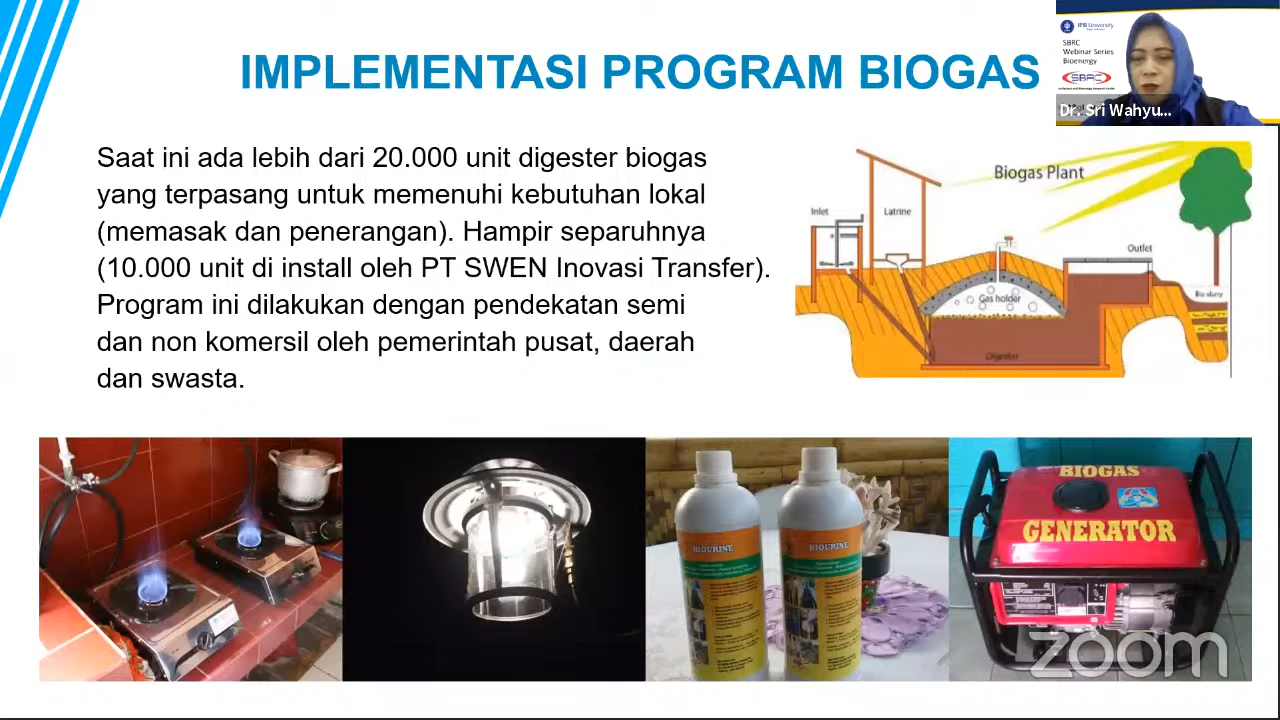 IMPLEMENTASI PROGRAM BIOGAS
IPB University
SBRC
Webinar Series
Bioenergy
SBRC
Dr. Sri Wahyu...
Saat ini ada lebih dari 20.000 unit digester biogas
yang terpasang untuk memenuhi kebutuhan lokal
(memasak dan penerangan). Hampir separuhnya
(10.000 unit di install oleh PT SWEN Inovasi Transfer).
Program ini dilakukan dengan pendekatan semi
dan non komersil oleh pemerintah pusat, daerah
dan swasta.
Biogas Plant
Inlet
Latrine
Outlet
Gas holder
Digester
BIOURINE
BIOURINE
BIOGAS
GENERATOR
zoom